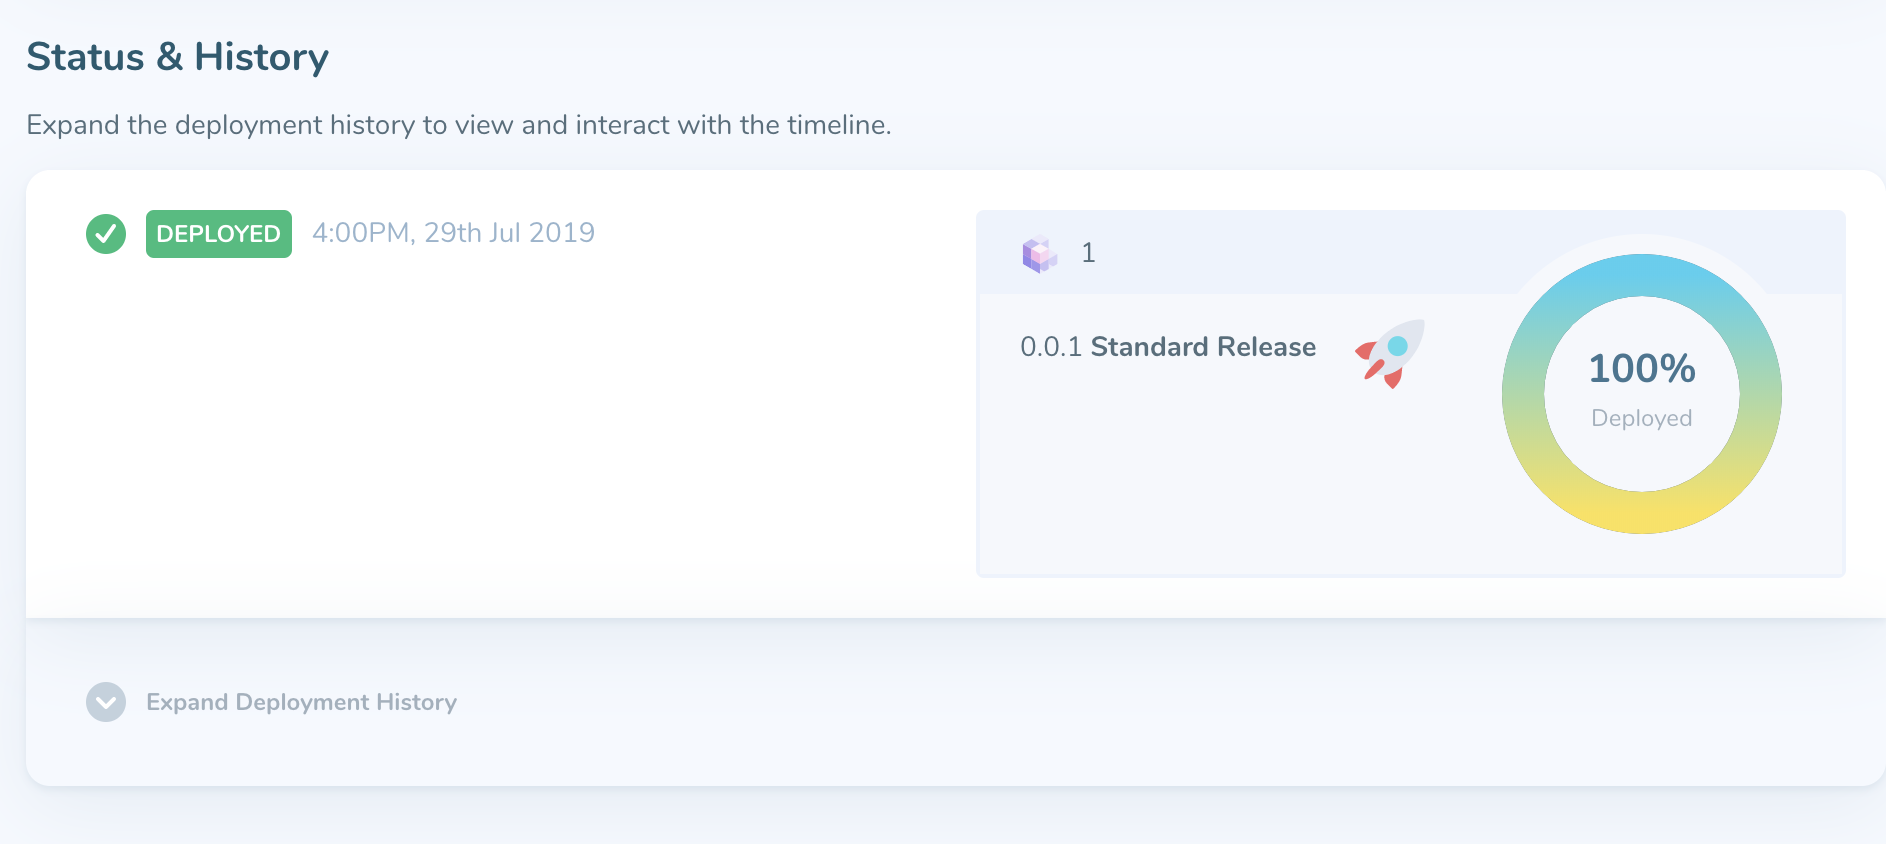 Status & History
Expand the deployment history to view and interact with the timeline.
DEPLOYED 4:00PM, 29th Jul 2019
1
0.0.1 Standard Release
100%
Deployed
Expand Deployment History